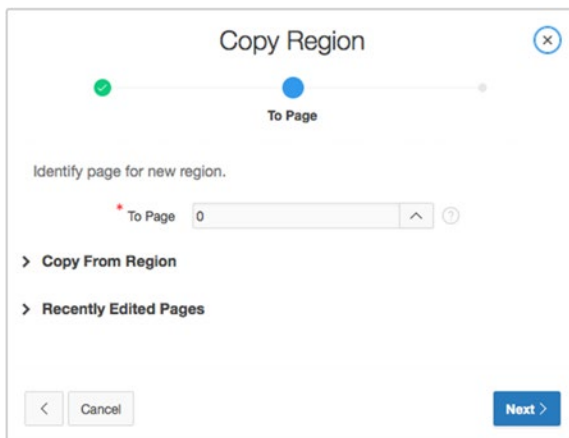 Copy Region
To Page
Identify page for new region.
* To Page 0
Copy From Region
Recently Edited Pages
Cancel Next